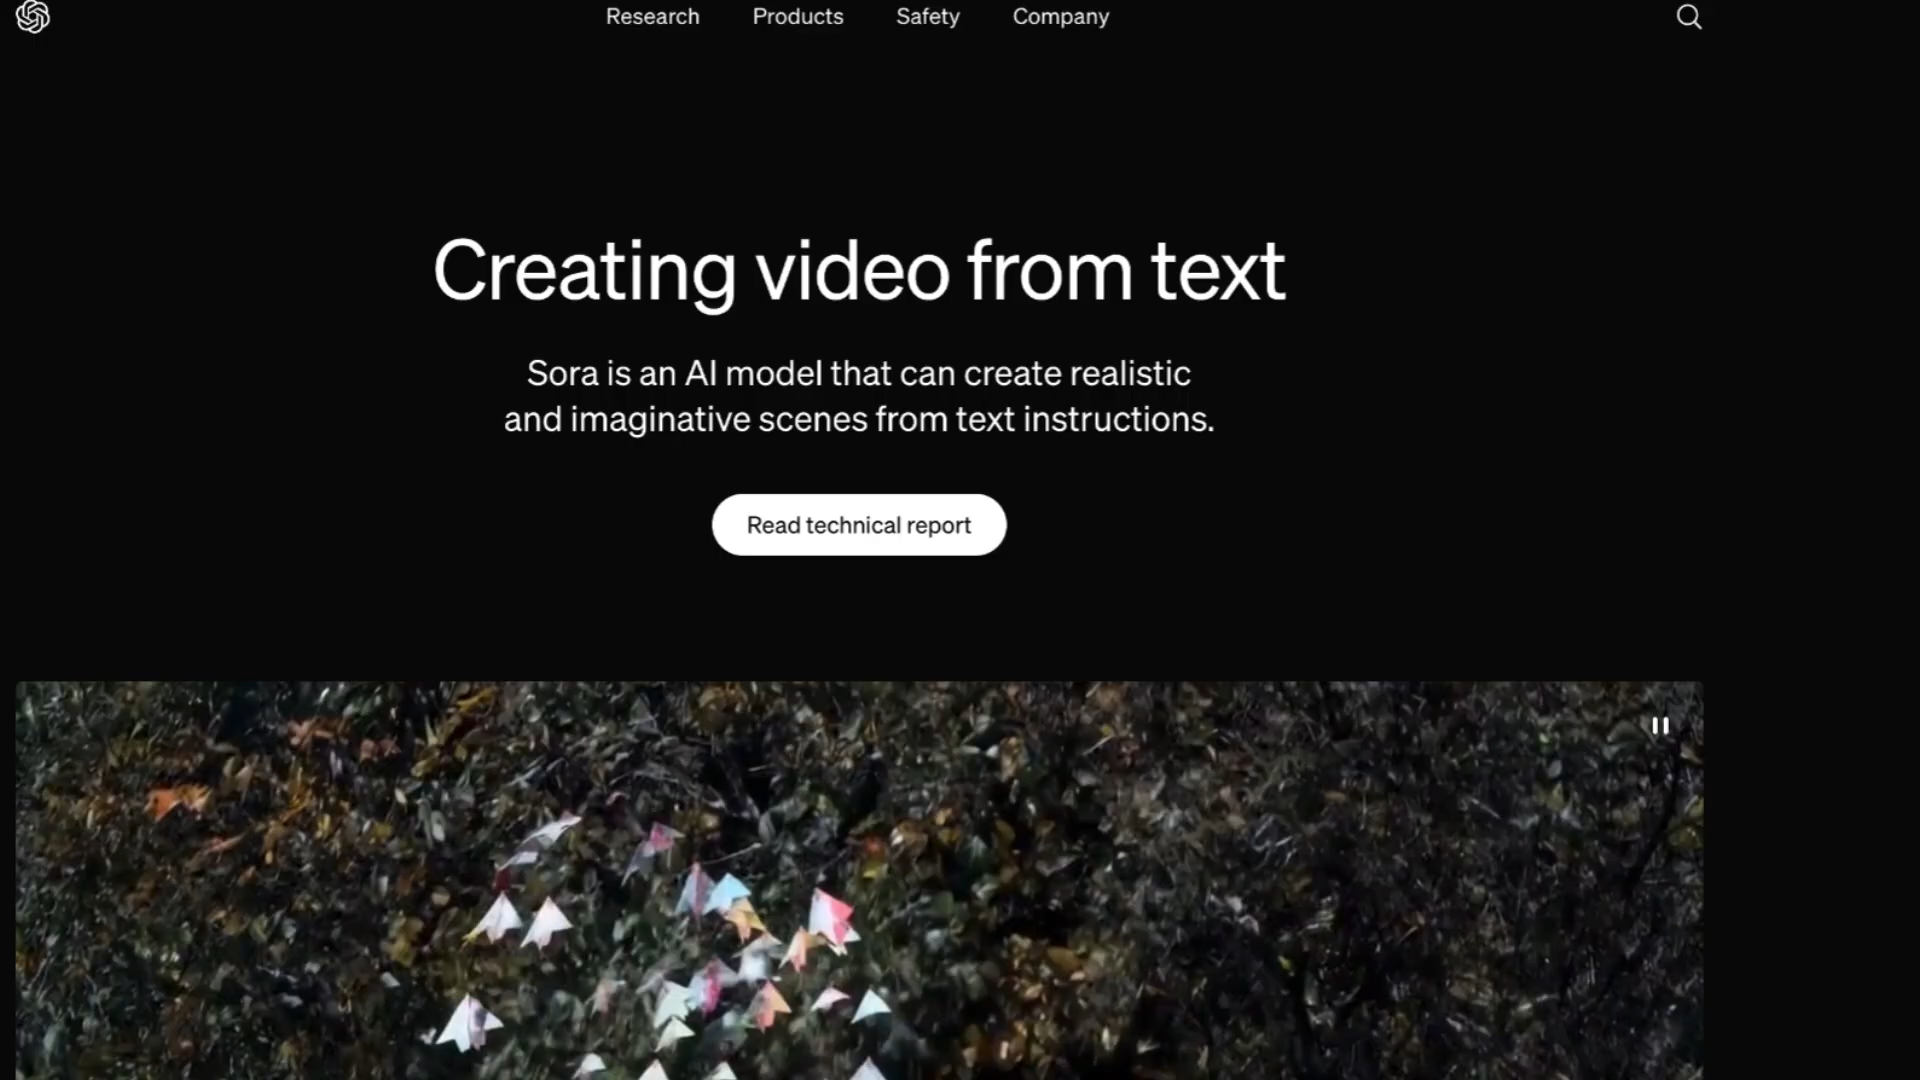 Research Products Safety Company
Creating video from text
Sora is an AI model that can create realistic
and imaginative scenes from text instructions.
Read technical report